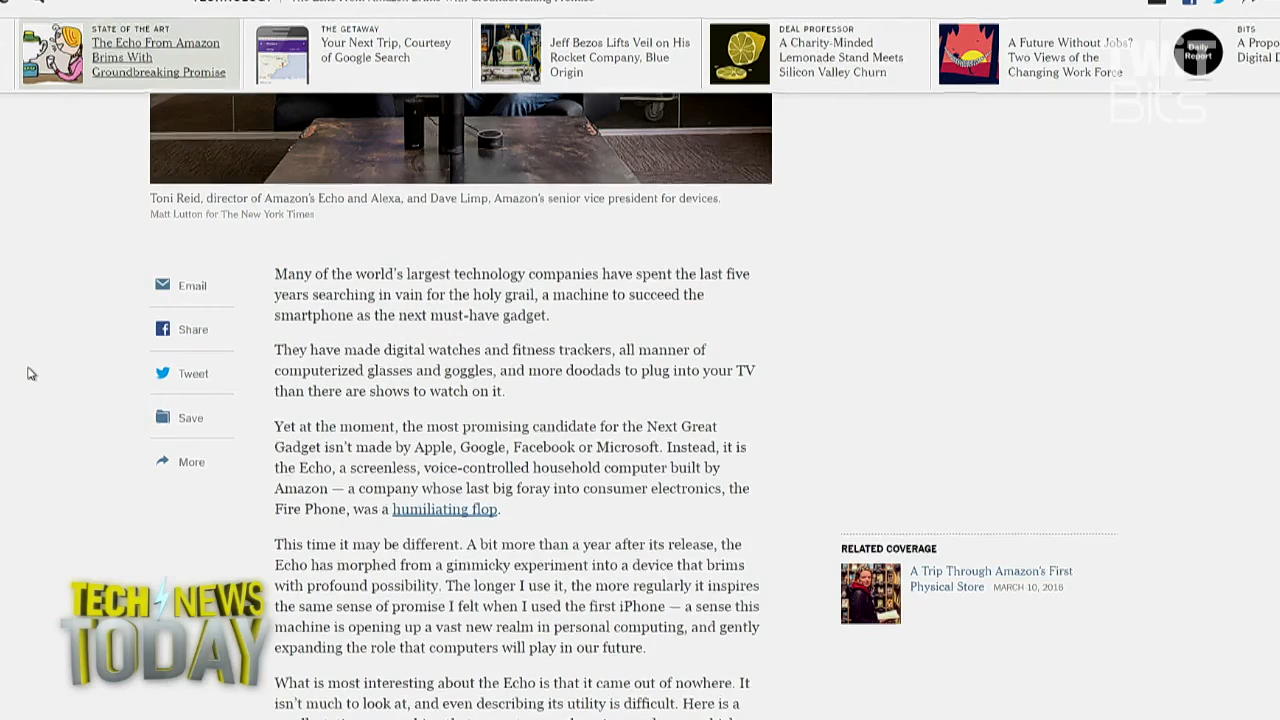 TECHNOLOGY | The Echo From Amazon Brims With Groundbreaking Promise
STATE OF THE ART
The Echo From Amazon
Brims With
Groundbreaking Promise
THE GETAWAY
Your Next Trip, Courtesy
of Google Search
Jeff Bezos Lifts Veil on His
Rocket Company, Blue
Origin
DEAL PROFESSOR
A Charity-Minded
Lemonade Stand Meets
Silicon Valley Churn
A Future Without Jobs?
Two Views of the
Changing Work Force
Daily
Report
BITS
A Propo
Digital D
Bits
Toni Reid, director of Amazon's Echo and Alexa, and Dave Limp, Amazon's senior vice president for devices.
Matt Lutton for The New York Times
Email
Share
Tweet
Save
More
Many of the world's largest technology companies have spent the last five
years searching in vain for the holy grail, a machine to succeed the
smartphone as the next must-have gadget.
They have made digital watches and fitness trackers, all manner of
computerized glasses and goggles, and more doodads to plug into your TV
than there are shows to watch on it.
Yet at the moment, the most promising candidate for the Next Great
Gadget isn't made by Apple, Google, Facebook or Microsoft. Instead, it is
the Echo, a screenless, voice-controlled household computer built by
Amazon — a company whose last big foray into consumer electronics, the
Fire Phone, was a humiliating flop.
This time it may be different. A bit more than a year after its release, the
Echo has morphed from a gimmicky experiment into a device that brims
with profound possibility. The longer I use it, the more regularly it inspires
the same sense of promise I felt when I used the first iPhone — a sense this
machine is opening up a vast new realm in personal computing, and gently
expanding the role that computers will play in our future.
What is most interesting about the Echo is that it came out of nowhere. It
isn't much to look at, and even describing its utility is difficult. Here is a
RELATED COVERAGE
A Trip Through Amazon's First
Physical Store MARCH 10, 2016
TECH NEWS
TODAY